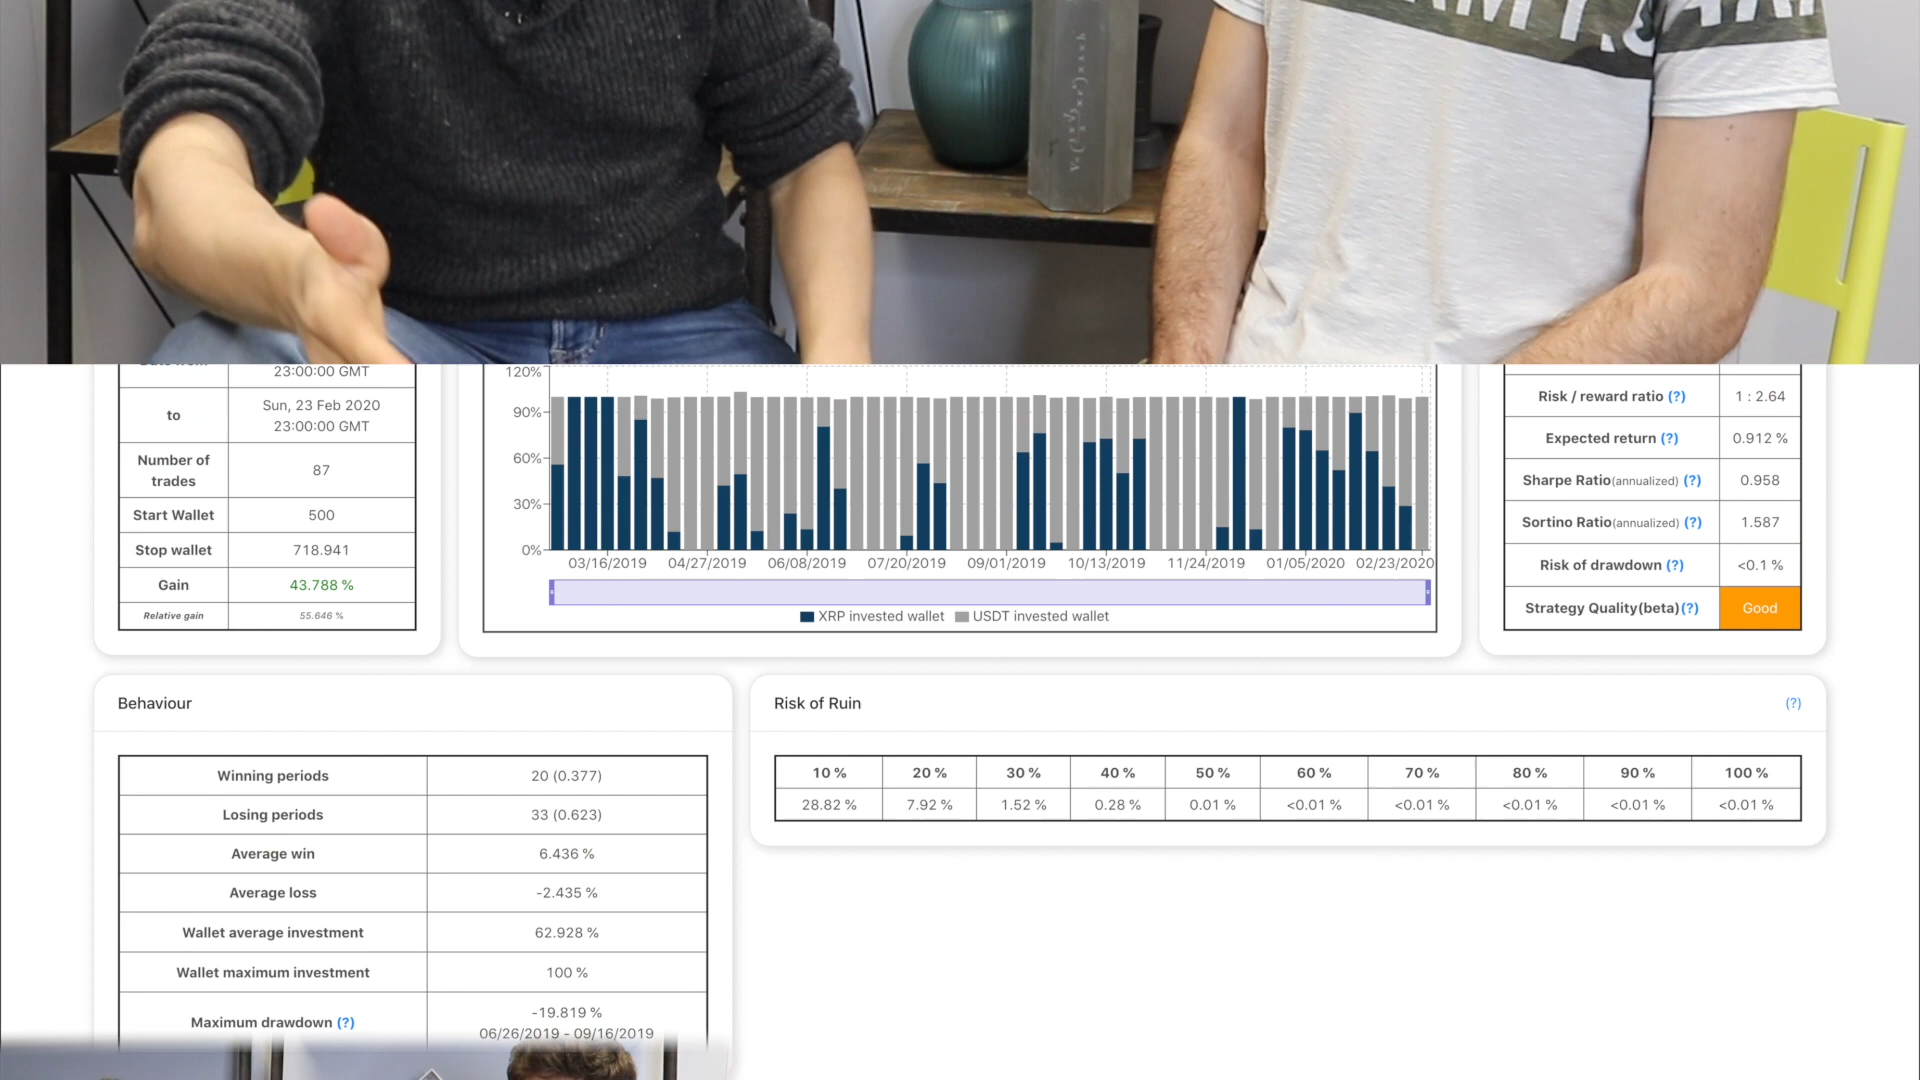 23:00:00 GMT
to
Sun, 23 Feb 2020
23:00:00 GMT
Number of
trades
87
Start Wallet
500
Stop wallet
718.941
Gain
43.788 %
Relative gain
55.646 %
120%
90%
60%
30%
0%
03/16/2019
04/27/2019
06/08/2019
07/20/2019
09/01/2019
10/13/2019
11/24/2019
01/05/2020
02/23/2020
XRP invested wallet
USDT invested wallet
Risk / reward ratio (?)
1 : 2.64
Expected return (?)
0.912 %
Sharpe Ratio(annualized) (?)
0.958
Sortino Ratio(annualized) (?)
1.587
Risk of drawdown (?)
<0.1 %
Strategy Quality(beta)(?)
Good
Behaviour
Winning periods
20 (0.377)
Losing periods
33 (0.623)
Average win
6.436 %
Average loss
-2.435 %
Wallet average investment
62.928 %
Wallet maximum investment
100 %
Maximum drawdown (?)
-19.819 %
06/26/2019 - 09/16/2019
Risk of Ruin
(?)
10 % 20 % 30 % 40 % 50 % 60 % 70 % 80 % 90 % 100 %
28.82 % 7.92 % 1.52 % 0.28 % 0.01 % <0.01 % <0.01 % <0.01 % <0.01 % <0.01 %